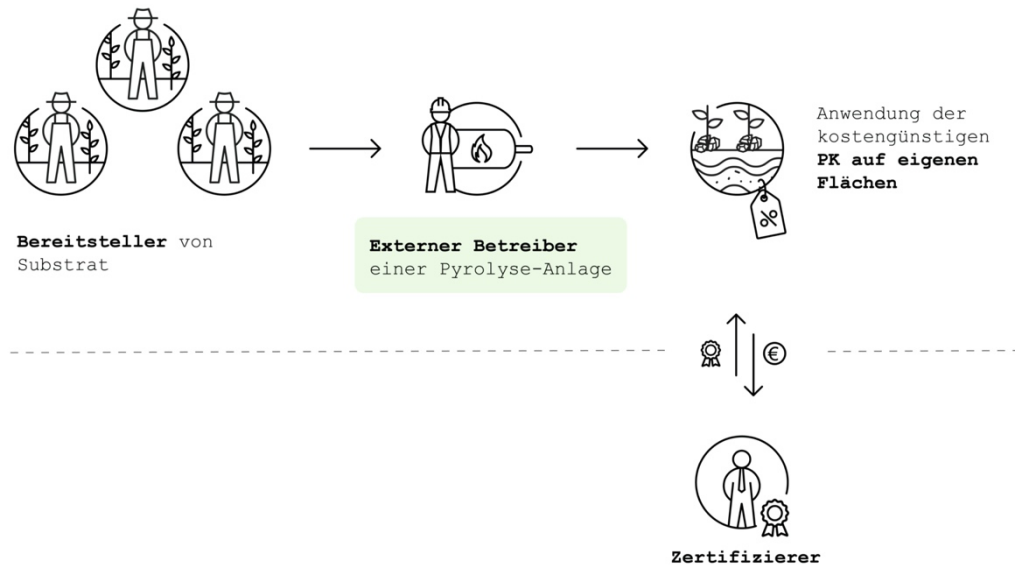 Anwendung der
kostengünstigen
PK auf eigenen
Flächen
Bereitsteller von
Substrat
Externer Betreiber
einer Pyrolyse-Anlage
%
€
Zertifizierer